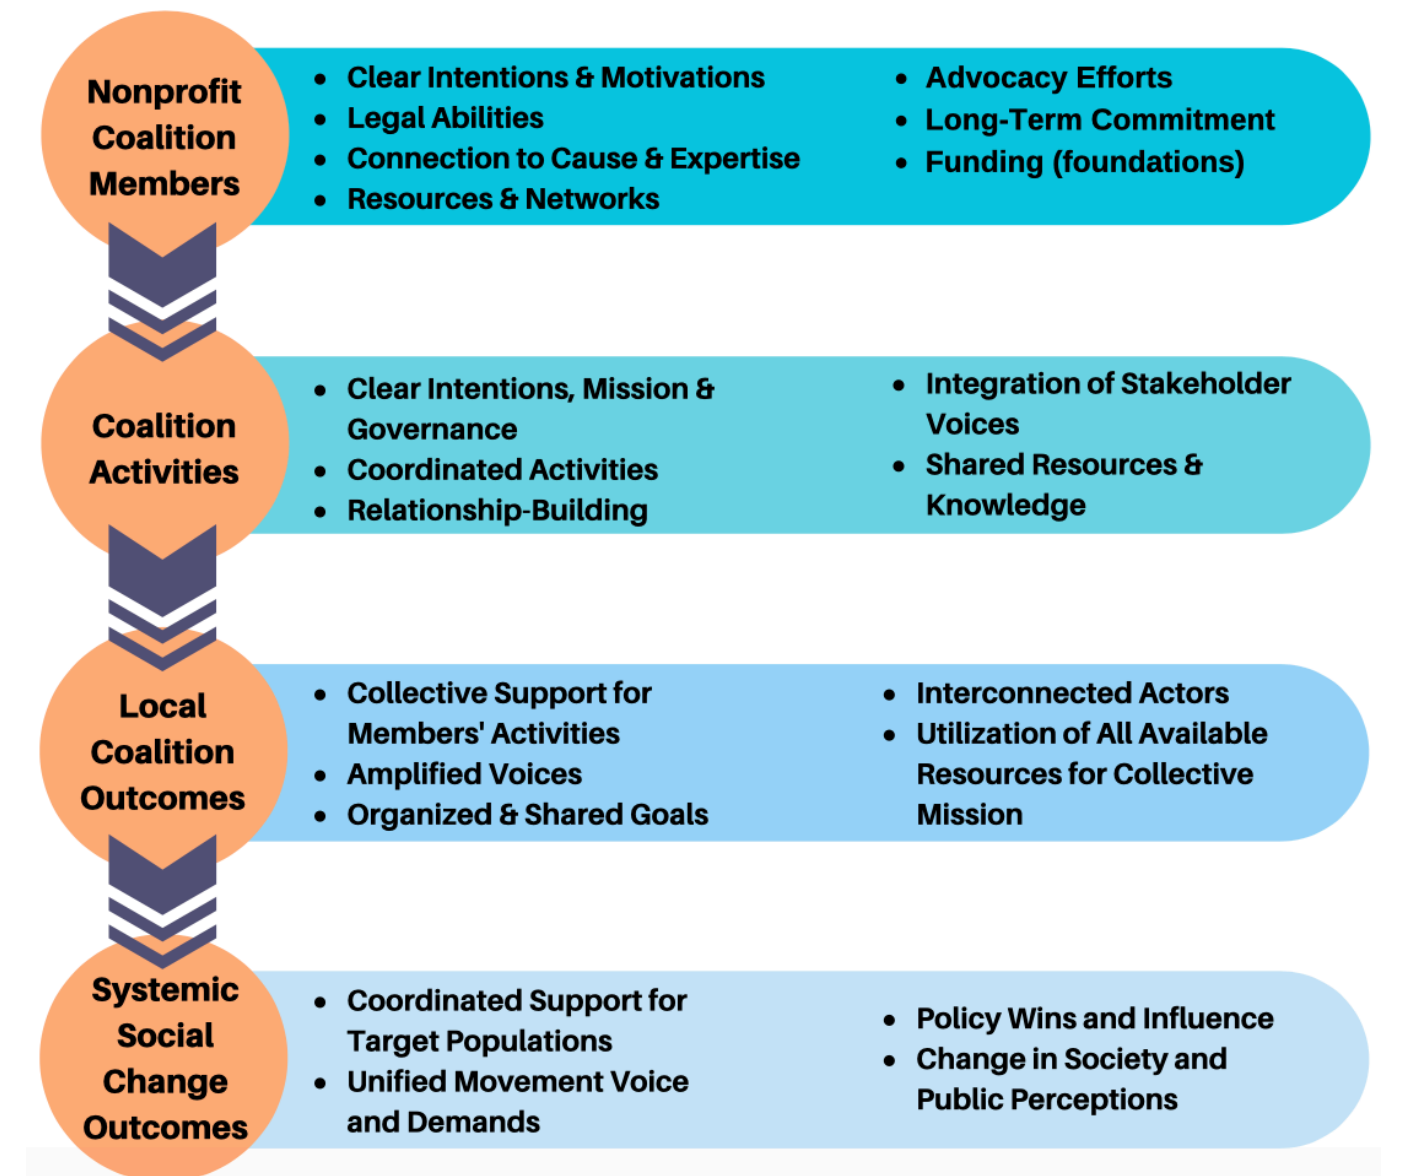 Nonprofit
Coalition
Members
• Clear Intentions & Motivations
• Legal Abilities
• Connection to Cause & Expertise
• Resources & Networks
• Advocacy Efforts
• Long-Term Commitment
• Funding (foundations)
Coalition
Activities
• Clear Intentions, Mission &
Governance
• Coordinated Activities
• Relationship-Building
• Integration of Stakeholder
Voices
• Shared Resources &
Knowledge
Local
Coalition
Outcomes
• Collective Support for
Members' Activities
• Amplified Voices
• Organized & Shared Goals
• Interconnected Actors
• Utilization of All Available
Resources for Collective
Mission
Systemic
Social
Change
Outcomes
• Coordinated Support for
Target Populations
• Unified Movement Voice
and Demands
• Policy Wins and Influence
• Change in Society and
Public Perceptions